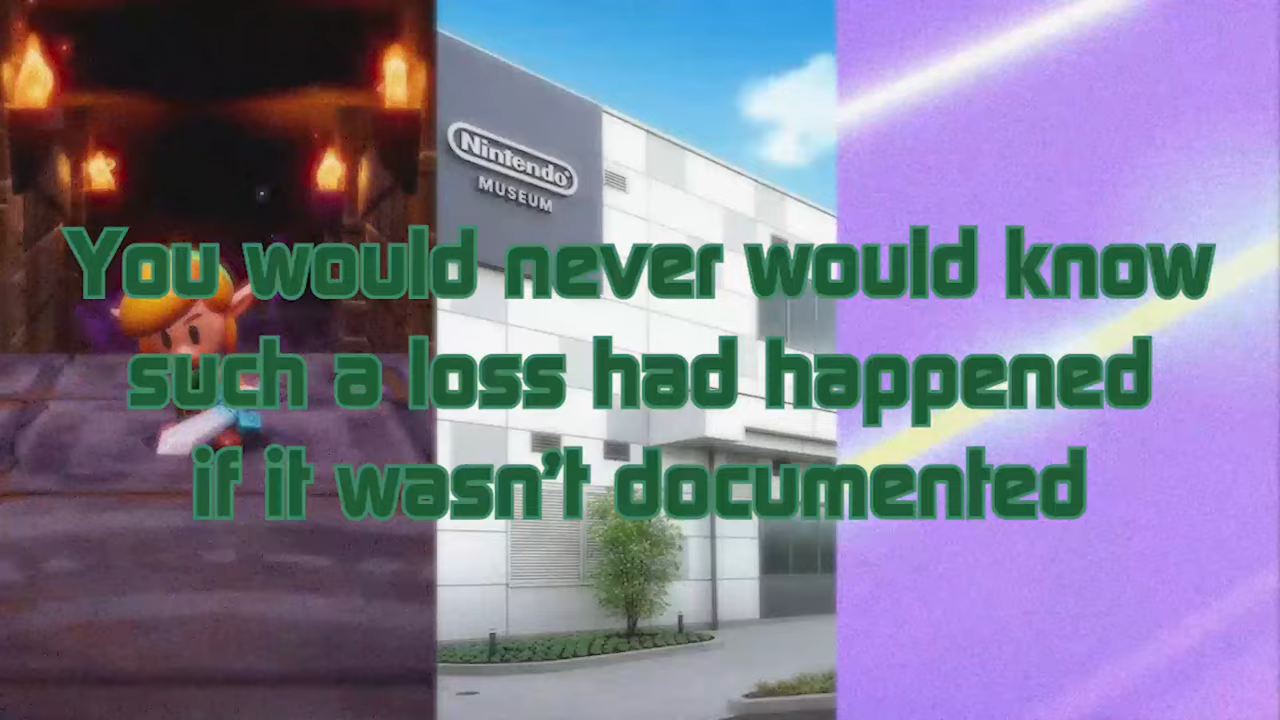 Nintendo
MUSEUM
You would never would know
such a loss had happened
if it wasn't documented